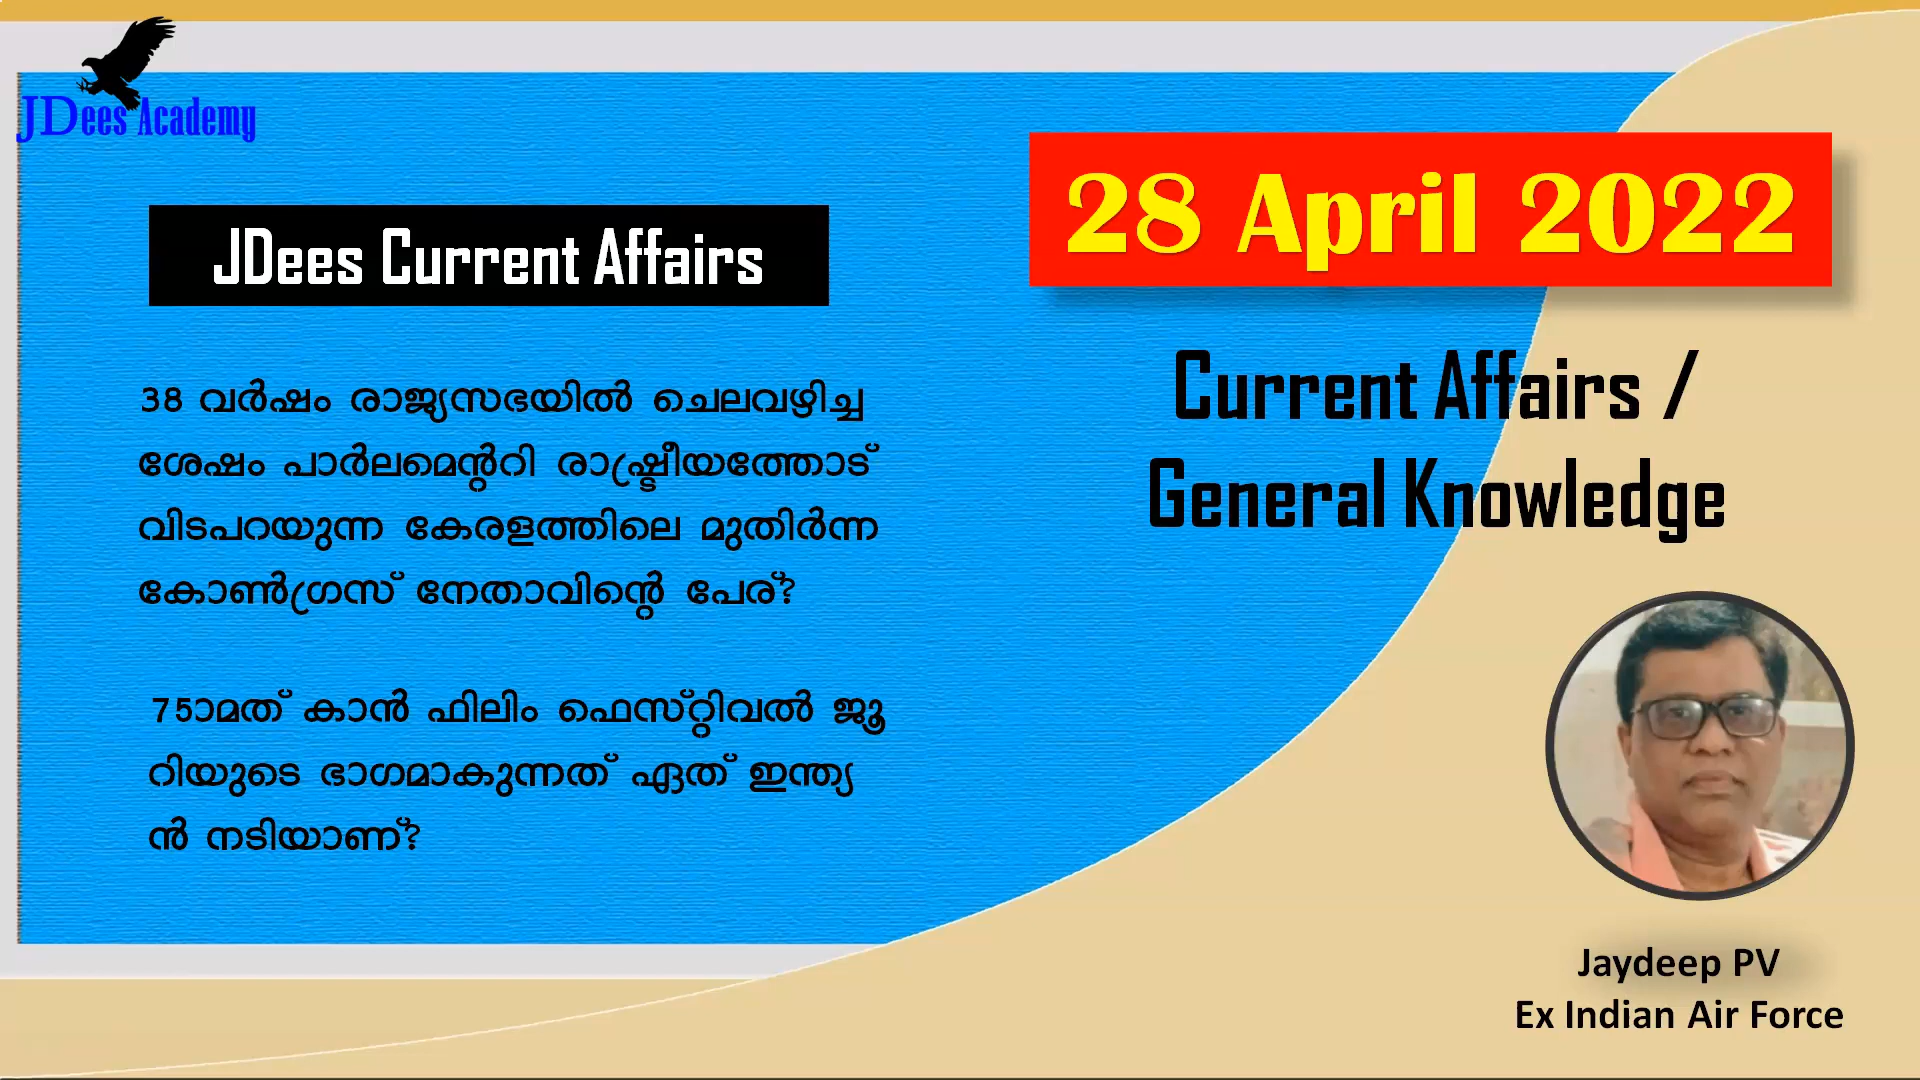 JDees Academy
JDees Current Affairs
38 വർഷം രാജ്യസഭയിൽ ചെലവഴിച്ച
ശേഷം പാർലമെന്ററി രാഷ്ട്രീയത്തോട്
വിടപറയുന്ന കേരളത്തിലെ മുതിർന്ന
കോൺഗ്രസ് നേതാവിന്റെ പേര്?
75ാമത് കാൻ ഫിലിം ഫെസ്റ്റിവൽ ജൂ
റിയുടെ ഭാഗമാകുന്നത് ഏത് ഇന്ത്യ
ൻ നടിയാണ്?
28 April 2022
Current Affairs /
General Knowledge
Jaydeep PV
Ex Indian Air Force